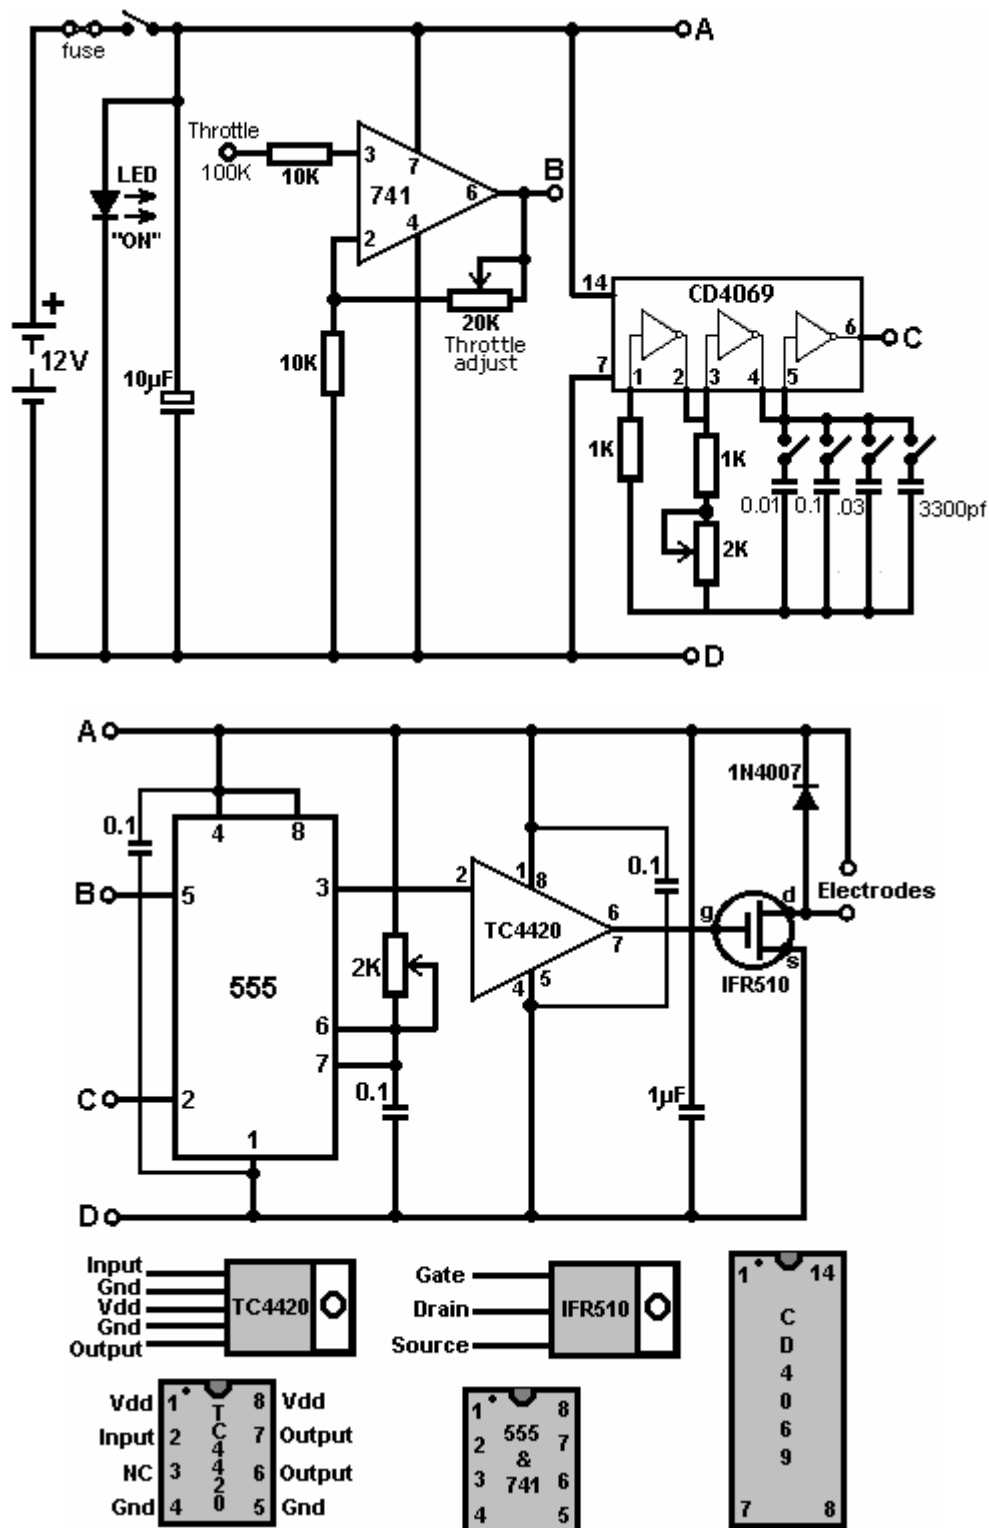 A
fuse
Throttle
100K
10K
3
7
741
6
B
4
2
LED
"ON"
+
12V
10µF
10K
20K
Throttle
adjust
14
CD4069
7
1
2
3
4
5
6
C
1K
1K
2K
0.01
0.1
.03
3300pf
D
A
4
8
0.1
B
5
3
555
6
7
C
2
1
D
2K
0.1
2
1
8
TC4420
6
7
4
5
0.1
1µF
1N4007
Electrodes
g
d
s
IFR510
Input
Gnd
Vdd
Gnd
Output
TC4420
Gate
Drain
Source
IFR510
1
14
CD4069
7
8
Vdd
1
8
Vdd
Input
2
7
Output
NC
3
6
Output
Gnd
4
5
Gnd
TC4420
1
8
2
7
3
6
4
5
555
&
741